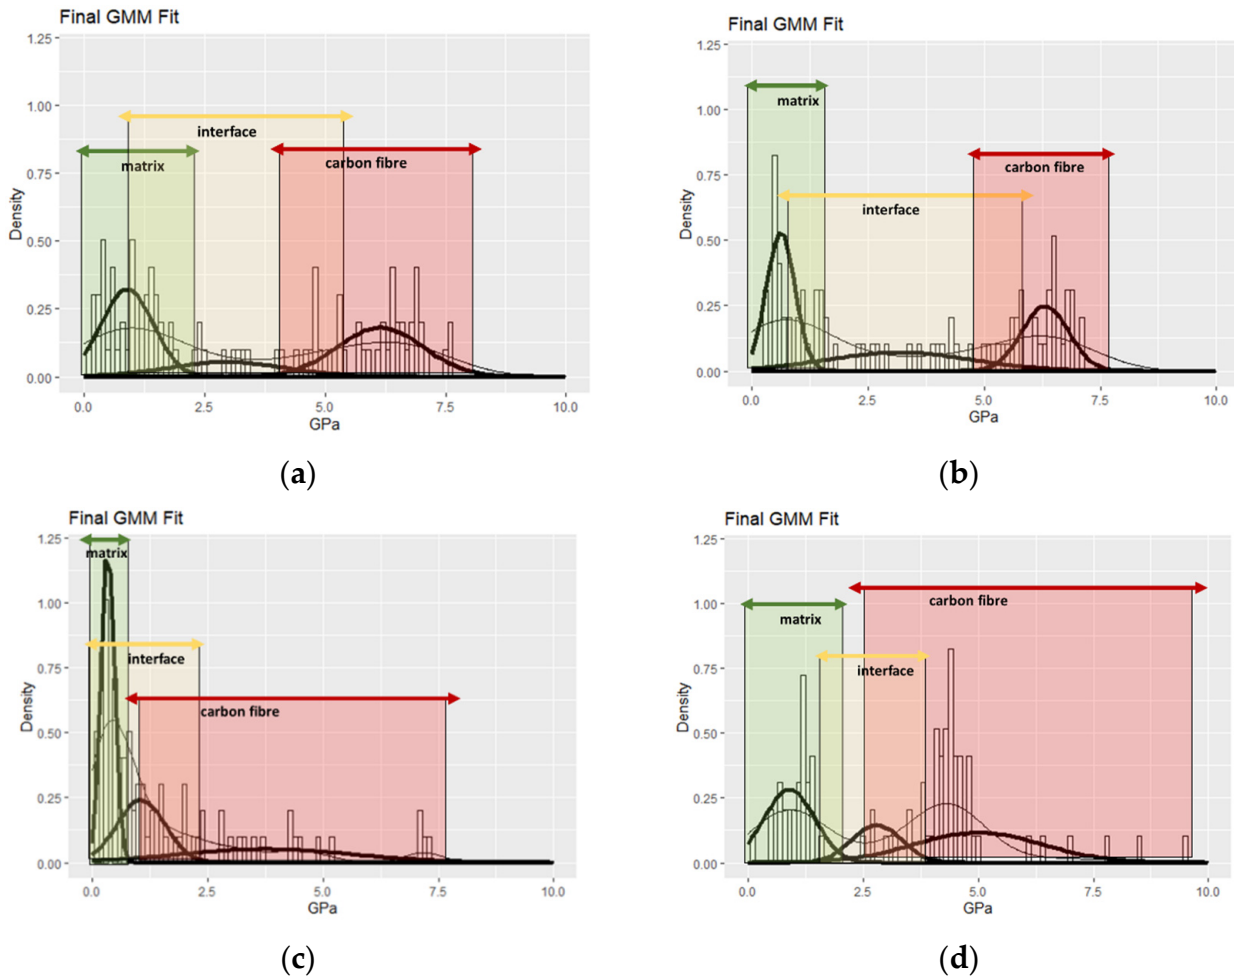 Final GMM Fit
1.25
1.00
0.75
0.50
0.25
0.00
Density
interface
matrix
carbon fibre
0.0 2.5 5.0 7.5 10.0
GPa
(a)
Final GMM Fit
1.25
1.00
0.75
0.50
0.25
0.00
Density
matrix
carbon fibre
interface
0.0 2.5 5.0 7.5 10.0
GPa
(b)
Final GMM Fit
1.25
1.00
0.75
0.50
0.25
0.00
Density
matrix
interface
carbon fibre
0.0 2.5 5.0 7.5 10.0
GPa
(c)
Final GMM Fit
1.25
1.00
0.75
0.50
0.25
0.00
Density
carbon fibre
matrix
interface
0.0 2.5 5.0 7.5 10.0
GPa
(d)